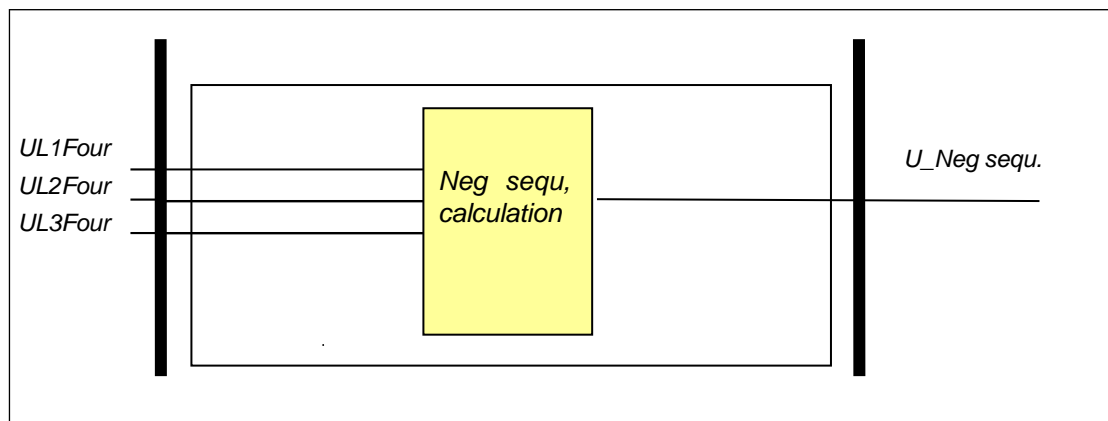 UL1Four
UL2Four
UL3Four
Neg sequ,
calculation
U_Neg sequ.